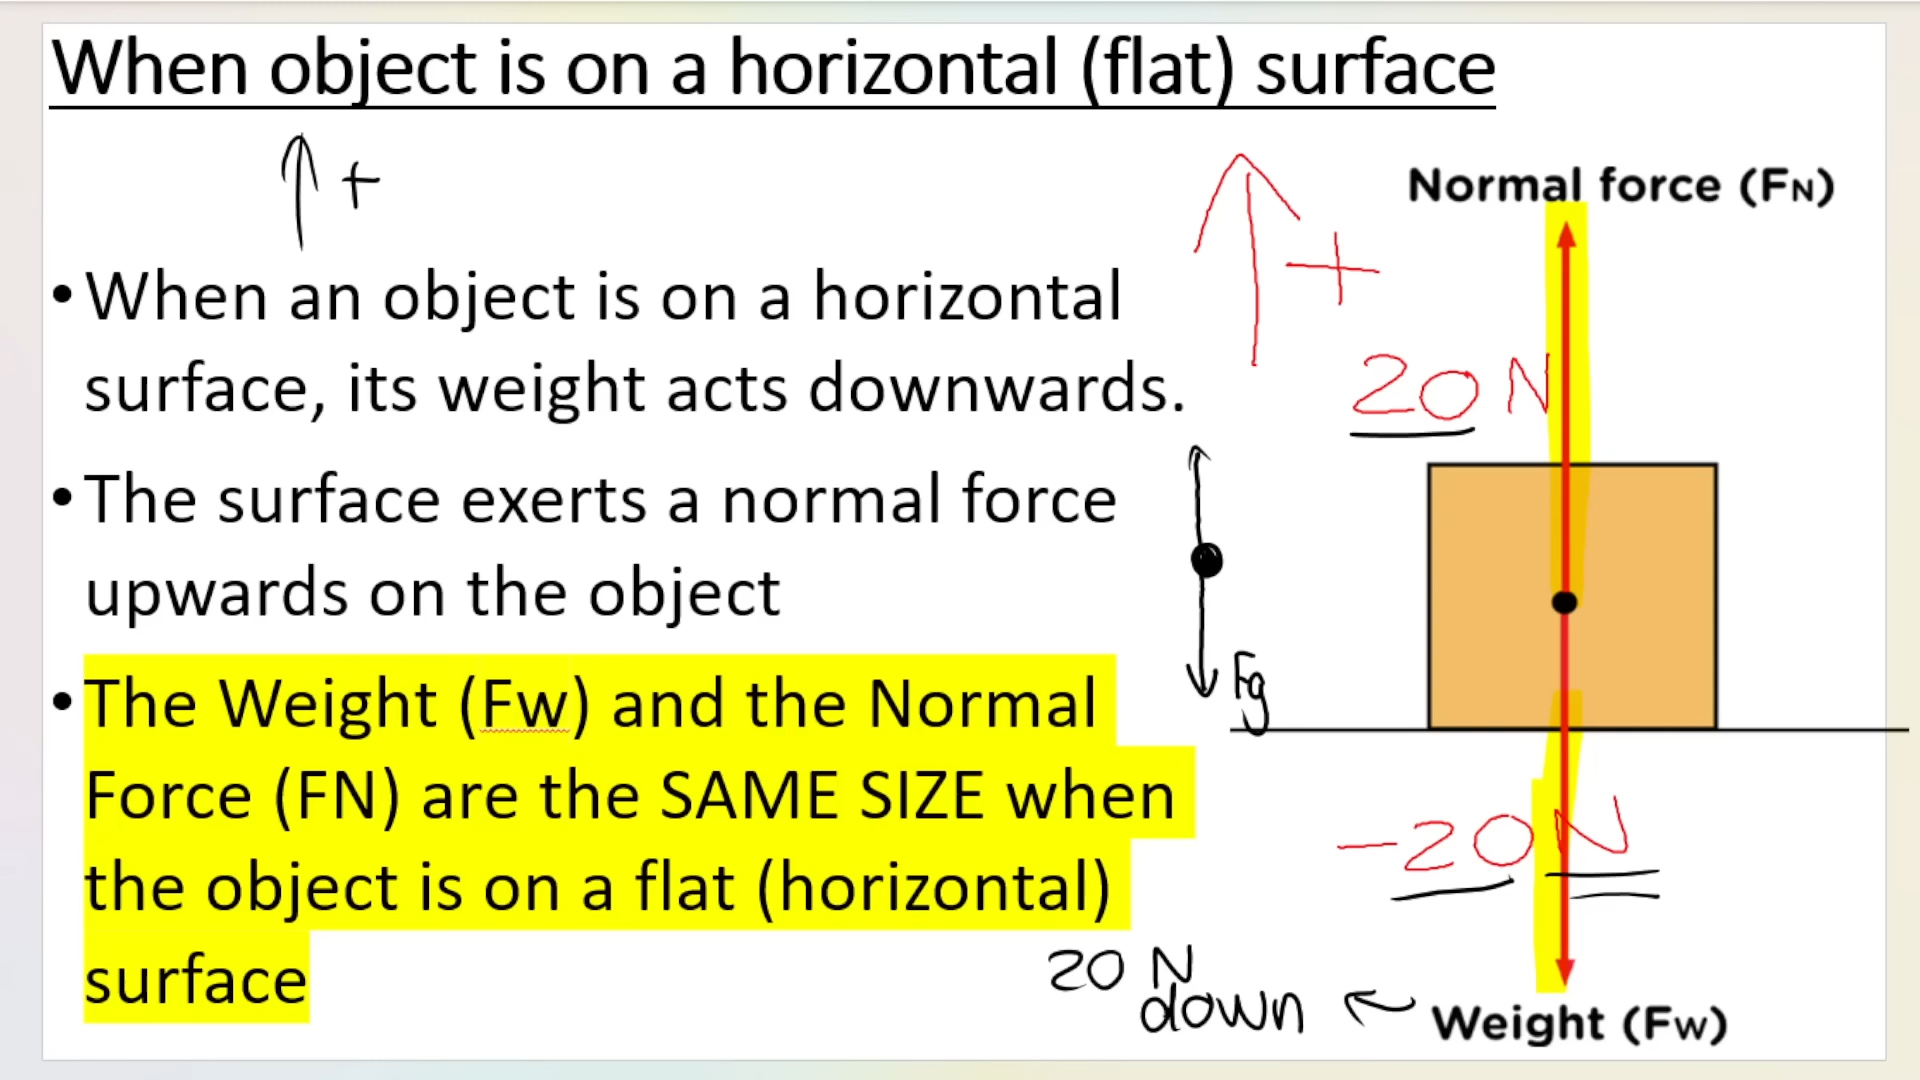 When object is on a horizontal (flat) surface
+
Normal force (FN)
+
• When an object is on a horizontal
surface, its weight acts downwards.
20 N
• The surface exerts a normal force
upwards on the object
Fg
• The Weight (Fw) and the Normal
Force (FN) are the SAME SIZE when
the object is on a flat (horizontal)
surface
-20 N
20 N
down
Weight (Fw)